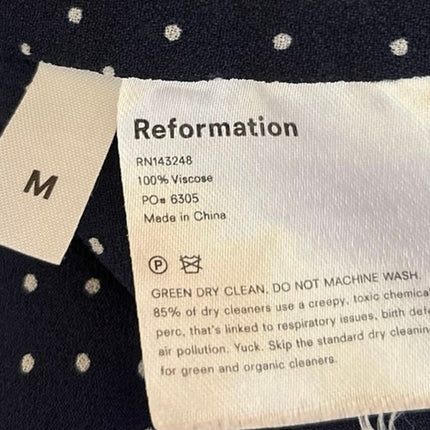 M
Reformation
RN143248
100% Viscose
PO# 6305
Made in China
P
GREEN DRY CLEAN. DO NOT MACHINE WASH.
85% of dry cleaners use a creepy, toxic
perc, that's linked to respiratory issues, birth
air pollution. Yuck. Skip the standard dry
for green and organic cleaners.